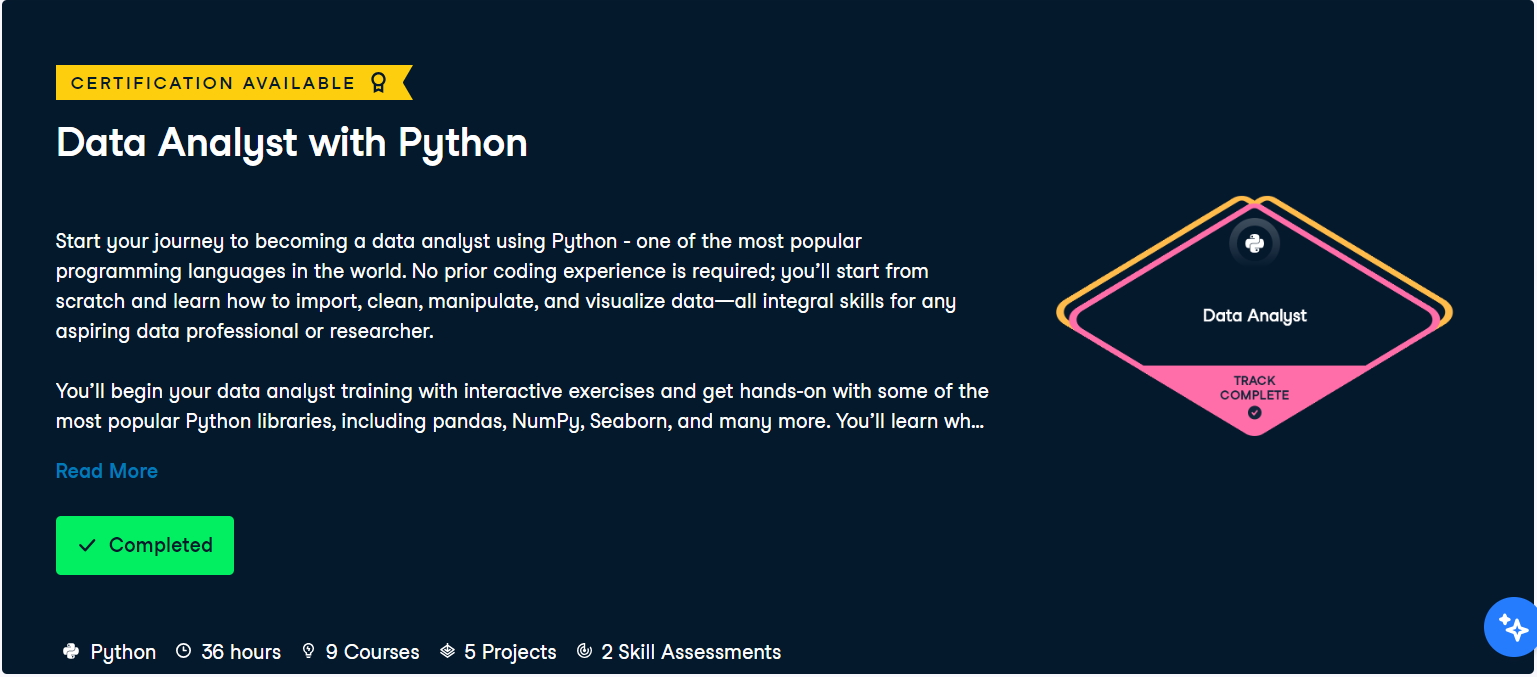 CERTIFICATION AVAILABLE
Data Analyst with Python
Start your journey to becoming a data analyst using Python - one of the most popular
programming languages in the world. No prior coding experience is required; you’ll start from
scratch and learn how to import, clean, manipulate, and visualize data—all integral skills for any
aspiring data professional or researcher.
You’ll begin your data analyst training with interactive exercises and get hands-on with some of the
most popular Python libraries, including pandas, NumPy, Seaborn, and many more. You’ll learn wh...
Read More
Completed
Python 36 hours 9 Courses 5 Projects 2 Skill Assessments
Data Analyst
TRACK
COMPLETE